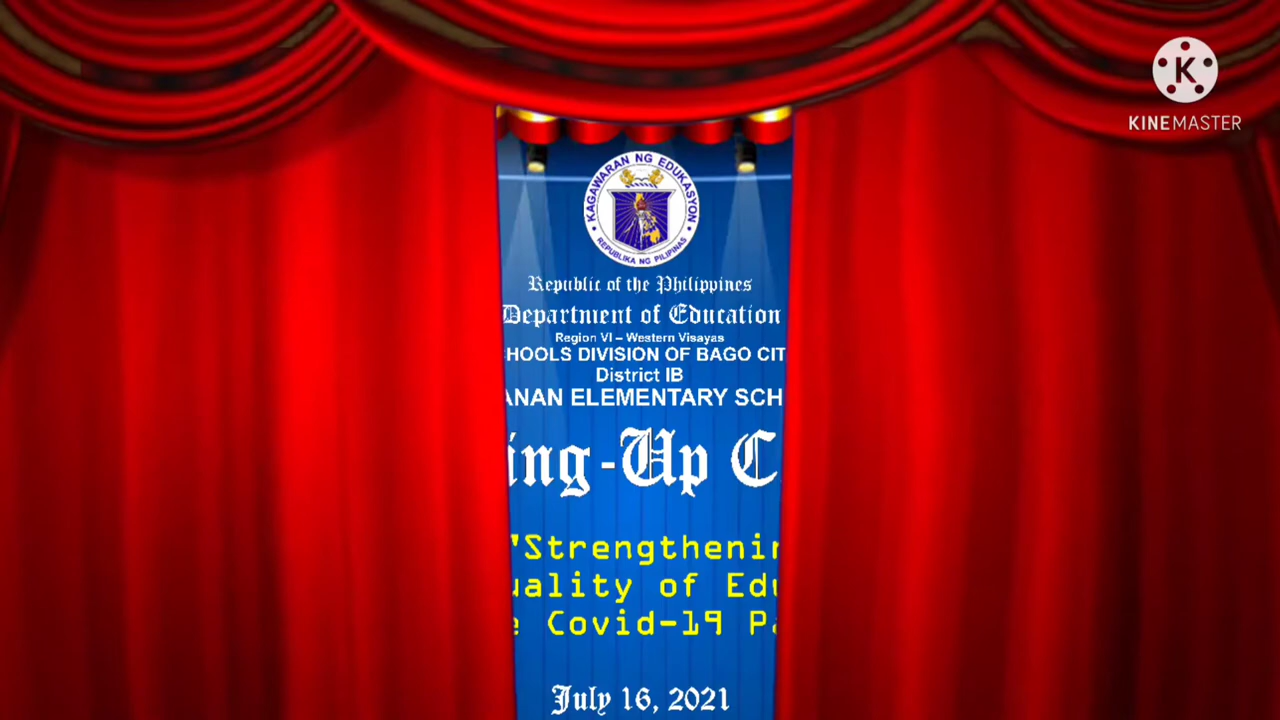 KINEMASTER
KAGAWARAN NG EDUKASYON
REPUBLIKA NG PILIPINAS
Republic of the Philippines
Department of Education
Region VI – Western Visayas
CHOOLS DIVISION OF BAGO CIT
District IB
ANAN ELEMENTARY SCH
ing-Up C
"Strengthenin
uality of Edu
e Covid-19 Pa
July 16, 2021